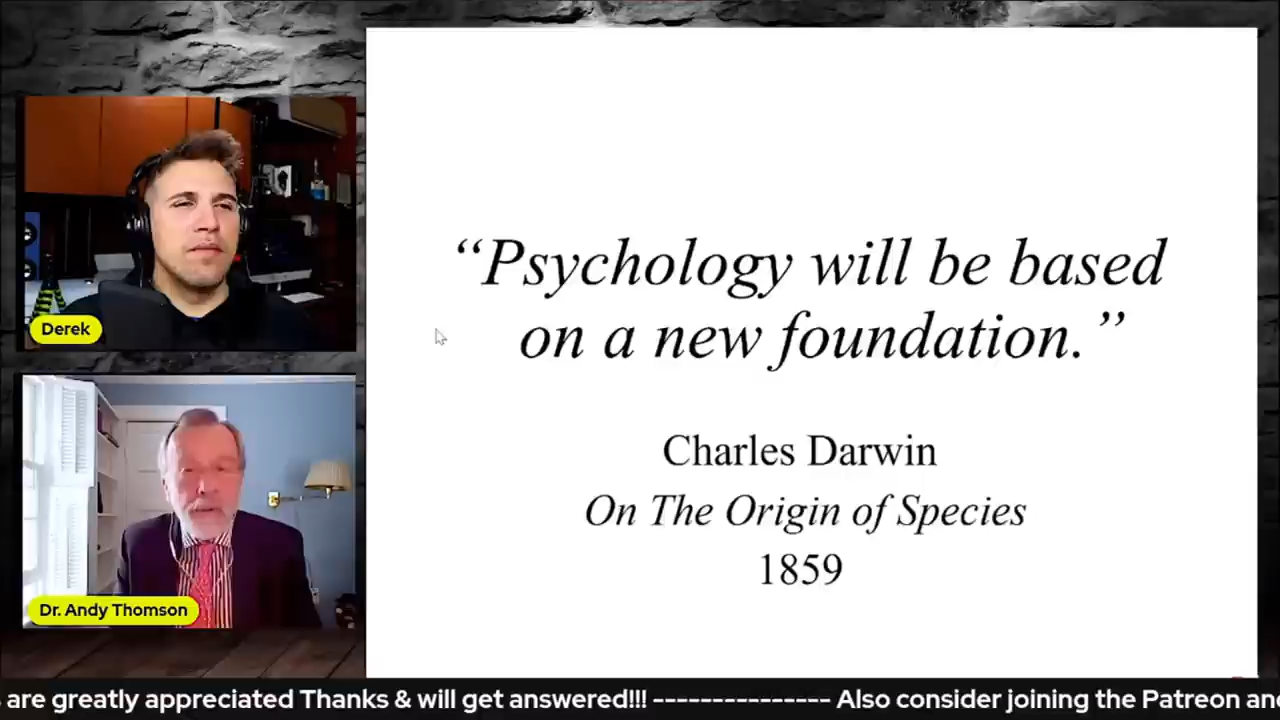 Derek
Dr. Andy Thomson
“Psychology will be based
on a new foundation.”
Charles Darwin
On The Origin of Species
1859
are greatly appreciated Thanks & will get answered!!! --------------- Also consider joining the Patreon an